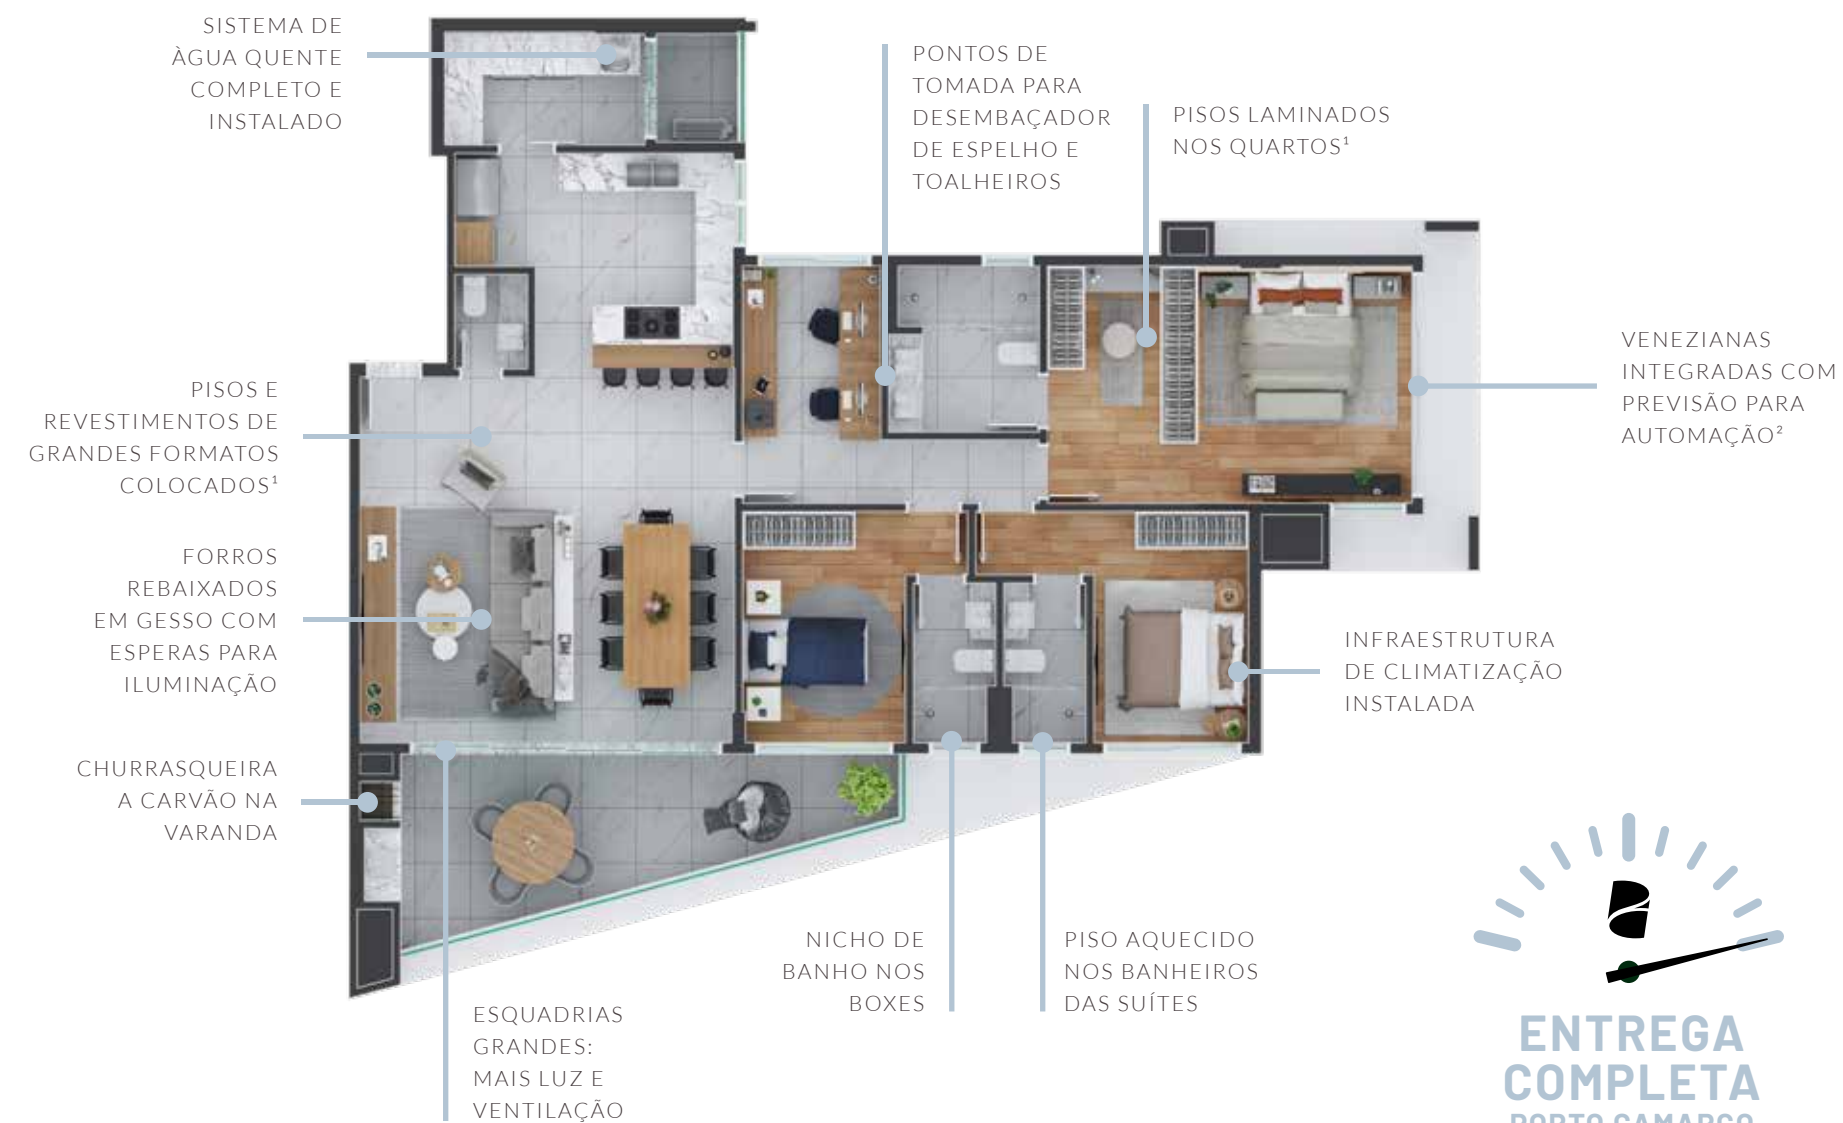 SISTEMA DE
ÀGUA QUENTE
COMPLETO E
INSTALADO
PONTOS DE
TOMADA PARA
DESEMBAÇADOR
DE ESPELHO E
TOALHEIROS
PISOS LAMINADOS
NOS QUARTOS¹
VENEZIANAS
INTEGRADAS COM
PREVISÃO PARA
AUTOMAÇÃO²
PISOS E
REVESTIMENTOS DE
GRANDES FORMATOS
COLOCADOS¹
FORROS
REBAIXADOS
EM GESSO COM
ESPERAS PARA
ILUMINAÇÃO
INFRAESTRUTURA
DE CLIMATIZAÇÃO
INSTALADA
CHURRASQUEIRA
A CARVÃO NA
VARANDA
NICHO DE
BANHO NOS
BOXES
PISO AQUECIDO
NOS BANHEIROS
DAS SUÍTES
ESQUADRIAS
GRANDES:
MAIS LUZ E
VENTILAÇÃO
ENTREGA
COMPLETA
PORTO CAMARGO